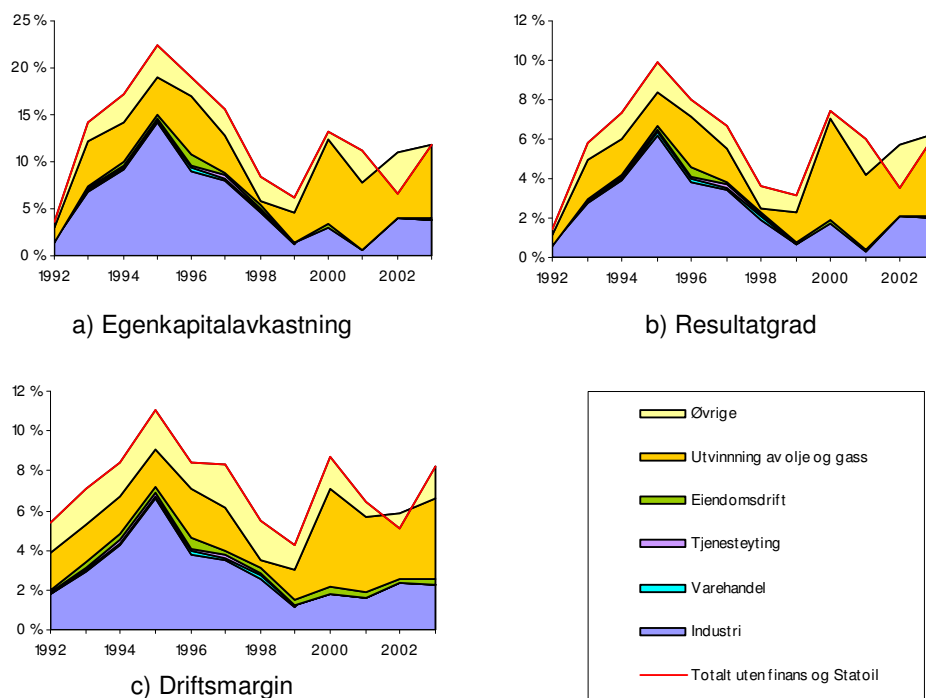 25 %
20 %
15 %
10 %
5 %
0 %
1992 1994 1996 1998 2000 2002
a) Egenkapitalavkastning
12 %
10 %
8 %
6 %
4 %
2 %
0 %
1992 1994 1996 1998 2000 2002
b) Resultatgrad
12 %
10 %
8 %
6 %
4 %
2 %
0 %
1992 1994 1996 1998 2000 2002
c) Driftsmargin
Øvrige
Utvinnning av olje og gass
Eiendomsdrift
Tjenesteyting
Varehandel
Industri
Totalt uten finans og Statoil